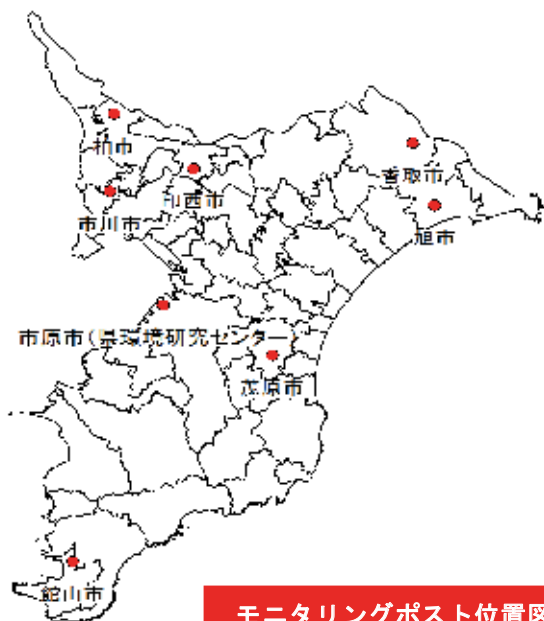 柏市
印西市
香取市
市川市
旭市
市原市(県環境研究センター)
茂原市
館山市
モニタリングポスト位置図